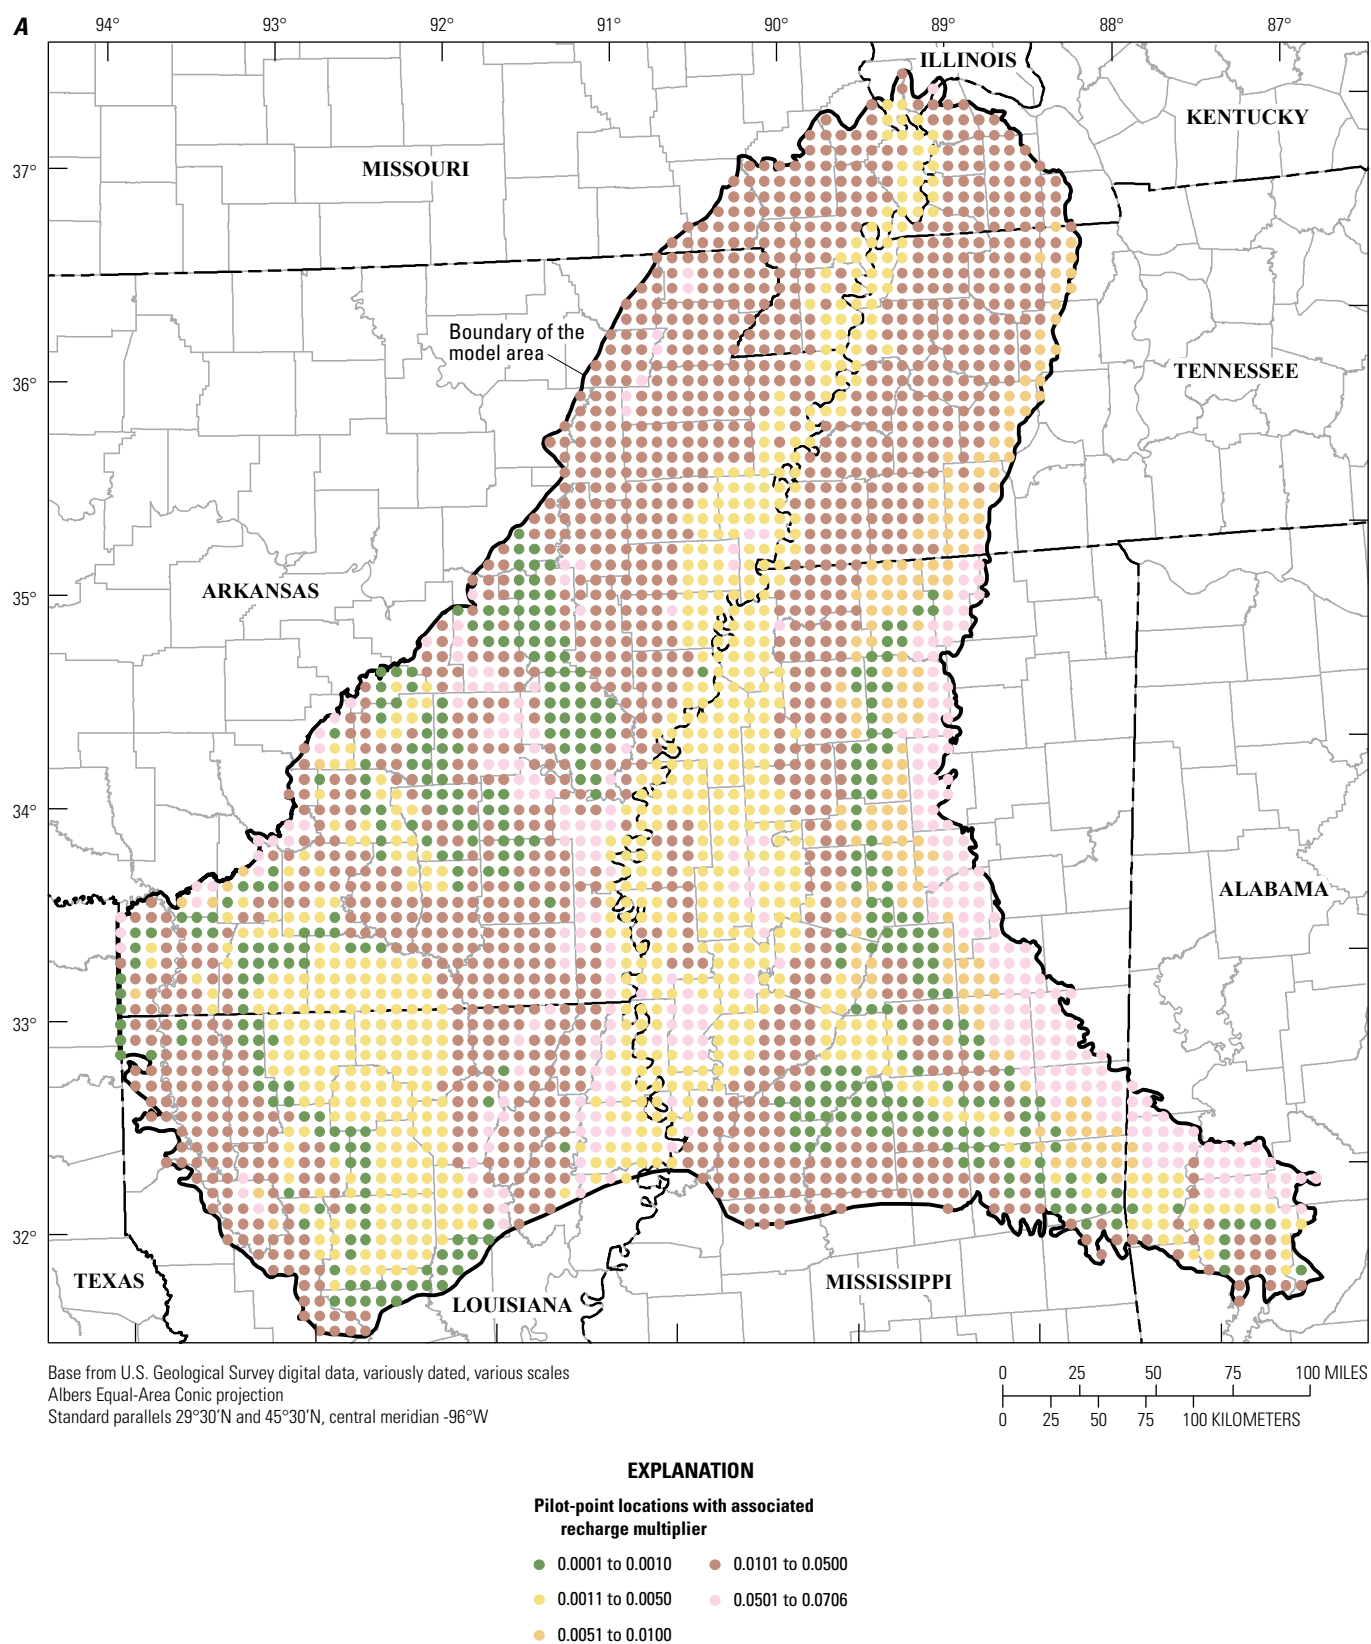 A
94° 93° 92° 91° 90° 89° 88° 87°
ILLINOIS
KENTUCKY
MISSOURI
37°
Boundary of the
model area
TENNESSEE
36°
ARKANSAS
35°
34°
ALABAMA
33°
32°
TEXAS
LOUISIANA
MISSISSIPPI
Base from U.S. Geological Survey digital data, variously dated, various scales
Albers Equal-Area Conic projection
Standard parallels 29°30’N and 45°30’N, central meridian -96°W
0 25 50 75 100 MILES
0 25 50 75 100 KILOMETERS
EXPLANATION
Pilot-point locations with associated
recharge multiplier
0.0001 to 0.0010
0.0011 to 0.0050
0.0051 to 0.0100
0.0101 to 0.0500
0.0501 to 0.0706